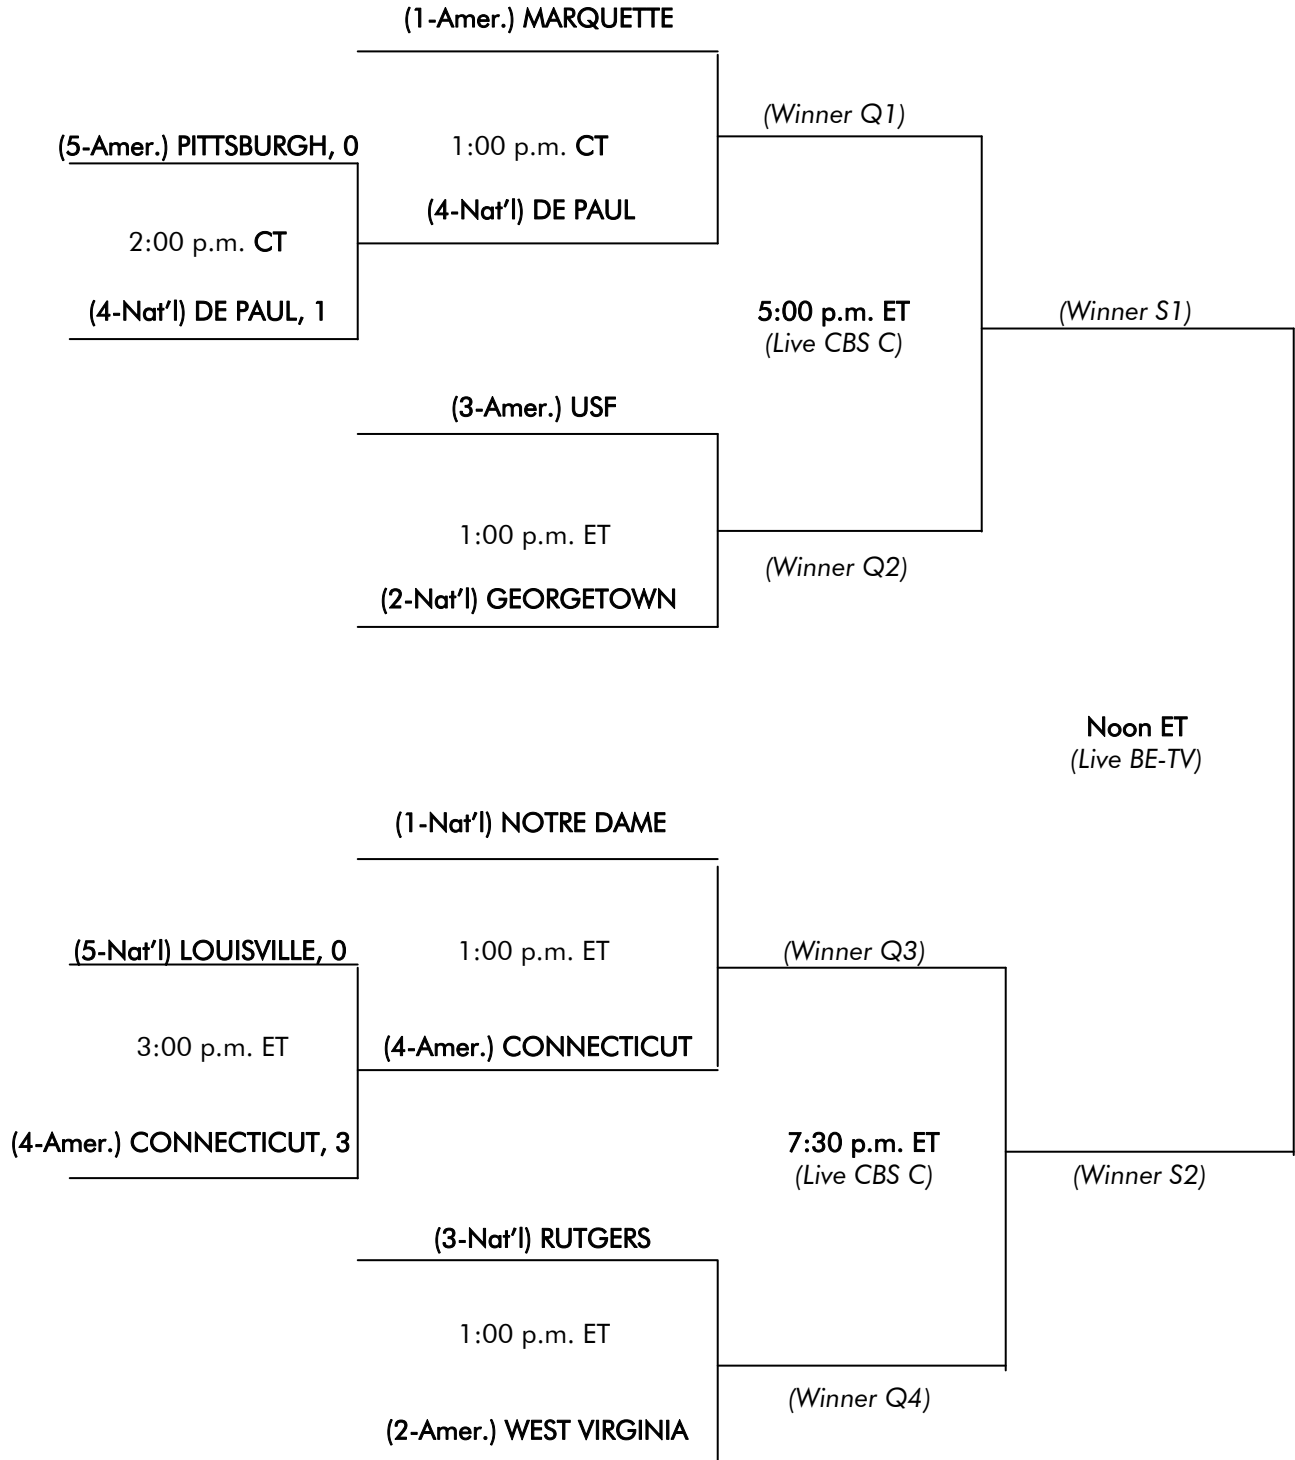 (1-Amer.) MARQUETTE
(Winner Q1)
(5-Amer.) PITTSBURGH, 0
1:00 p.m. CT
(4-Nat'l) DE PAUL
2:00 p.m. CT
(4-Nat'l) DE PAUL, 1
5:00 p.m. ET
(Live CBS C)
(Winner S1)
(3-Amer.) USF
1:00 p.m. ET
(Winner Q2)
(2-Nat'l) GEORGETOWN
Noon ET
(Live BE-TV)
(1-Nat'l) NOTRE DAME
(5-Nat'l) LOUISVILLE, 0
1:00 p.m. ET
(Winner Q3)
3:00 p.m. ET
(4-Amer.) CONNECTICUT
(4-Amer.) CONNECTICUT, 3
7:30 p.m. ET
(Live CBS C)
(Winner S2)
(3-Nat'l) RUTGERS
1:00 p.m. ET
(Winner Q4)
(2-Amer.) WEST VIRGINIA